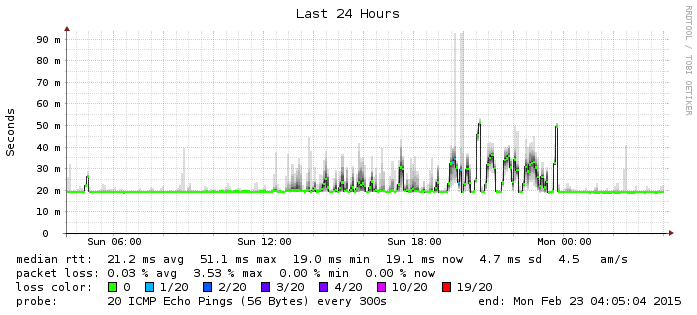 Last 24 Hours
RRDTOOL / TOBI OETIKER
Seconds
90 m
80 m
70 m
60 m
50 m
40 m
30 m
20 m
10 m
0
Sun 06:00 Sun 12:00 Sun 18:00 Mon 00:00
median rtt: 21.2 ms avg 51.1 ms max 19.0 ms min 19.1 ms now 4.7 ms sd 4.5 am/s
packet loss: 0.03 % avg 3.53 % max 0.00 % min 0.00 % now
loss color: 0 1/20 2/20 3/20 4/20 10/20 19/20
probe: 20 ICMP Echo Pings (56 Bytes) every 300s end: Mon Feb 23 04:05:04 2015